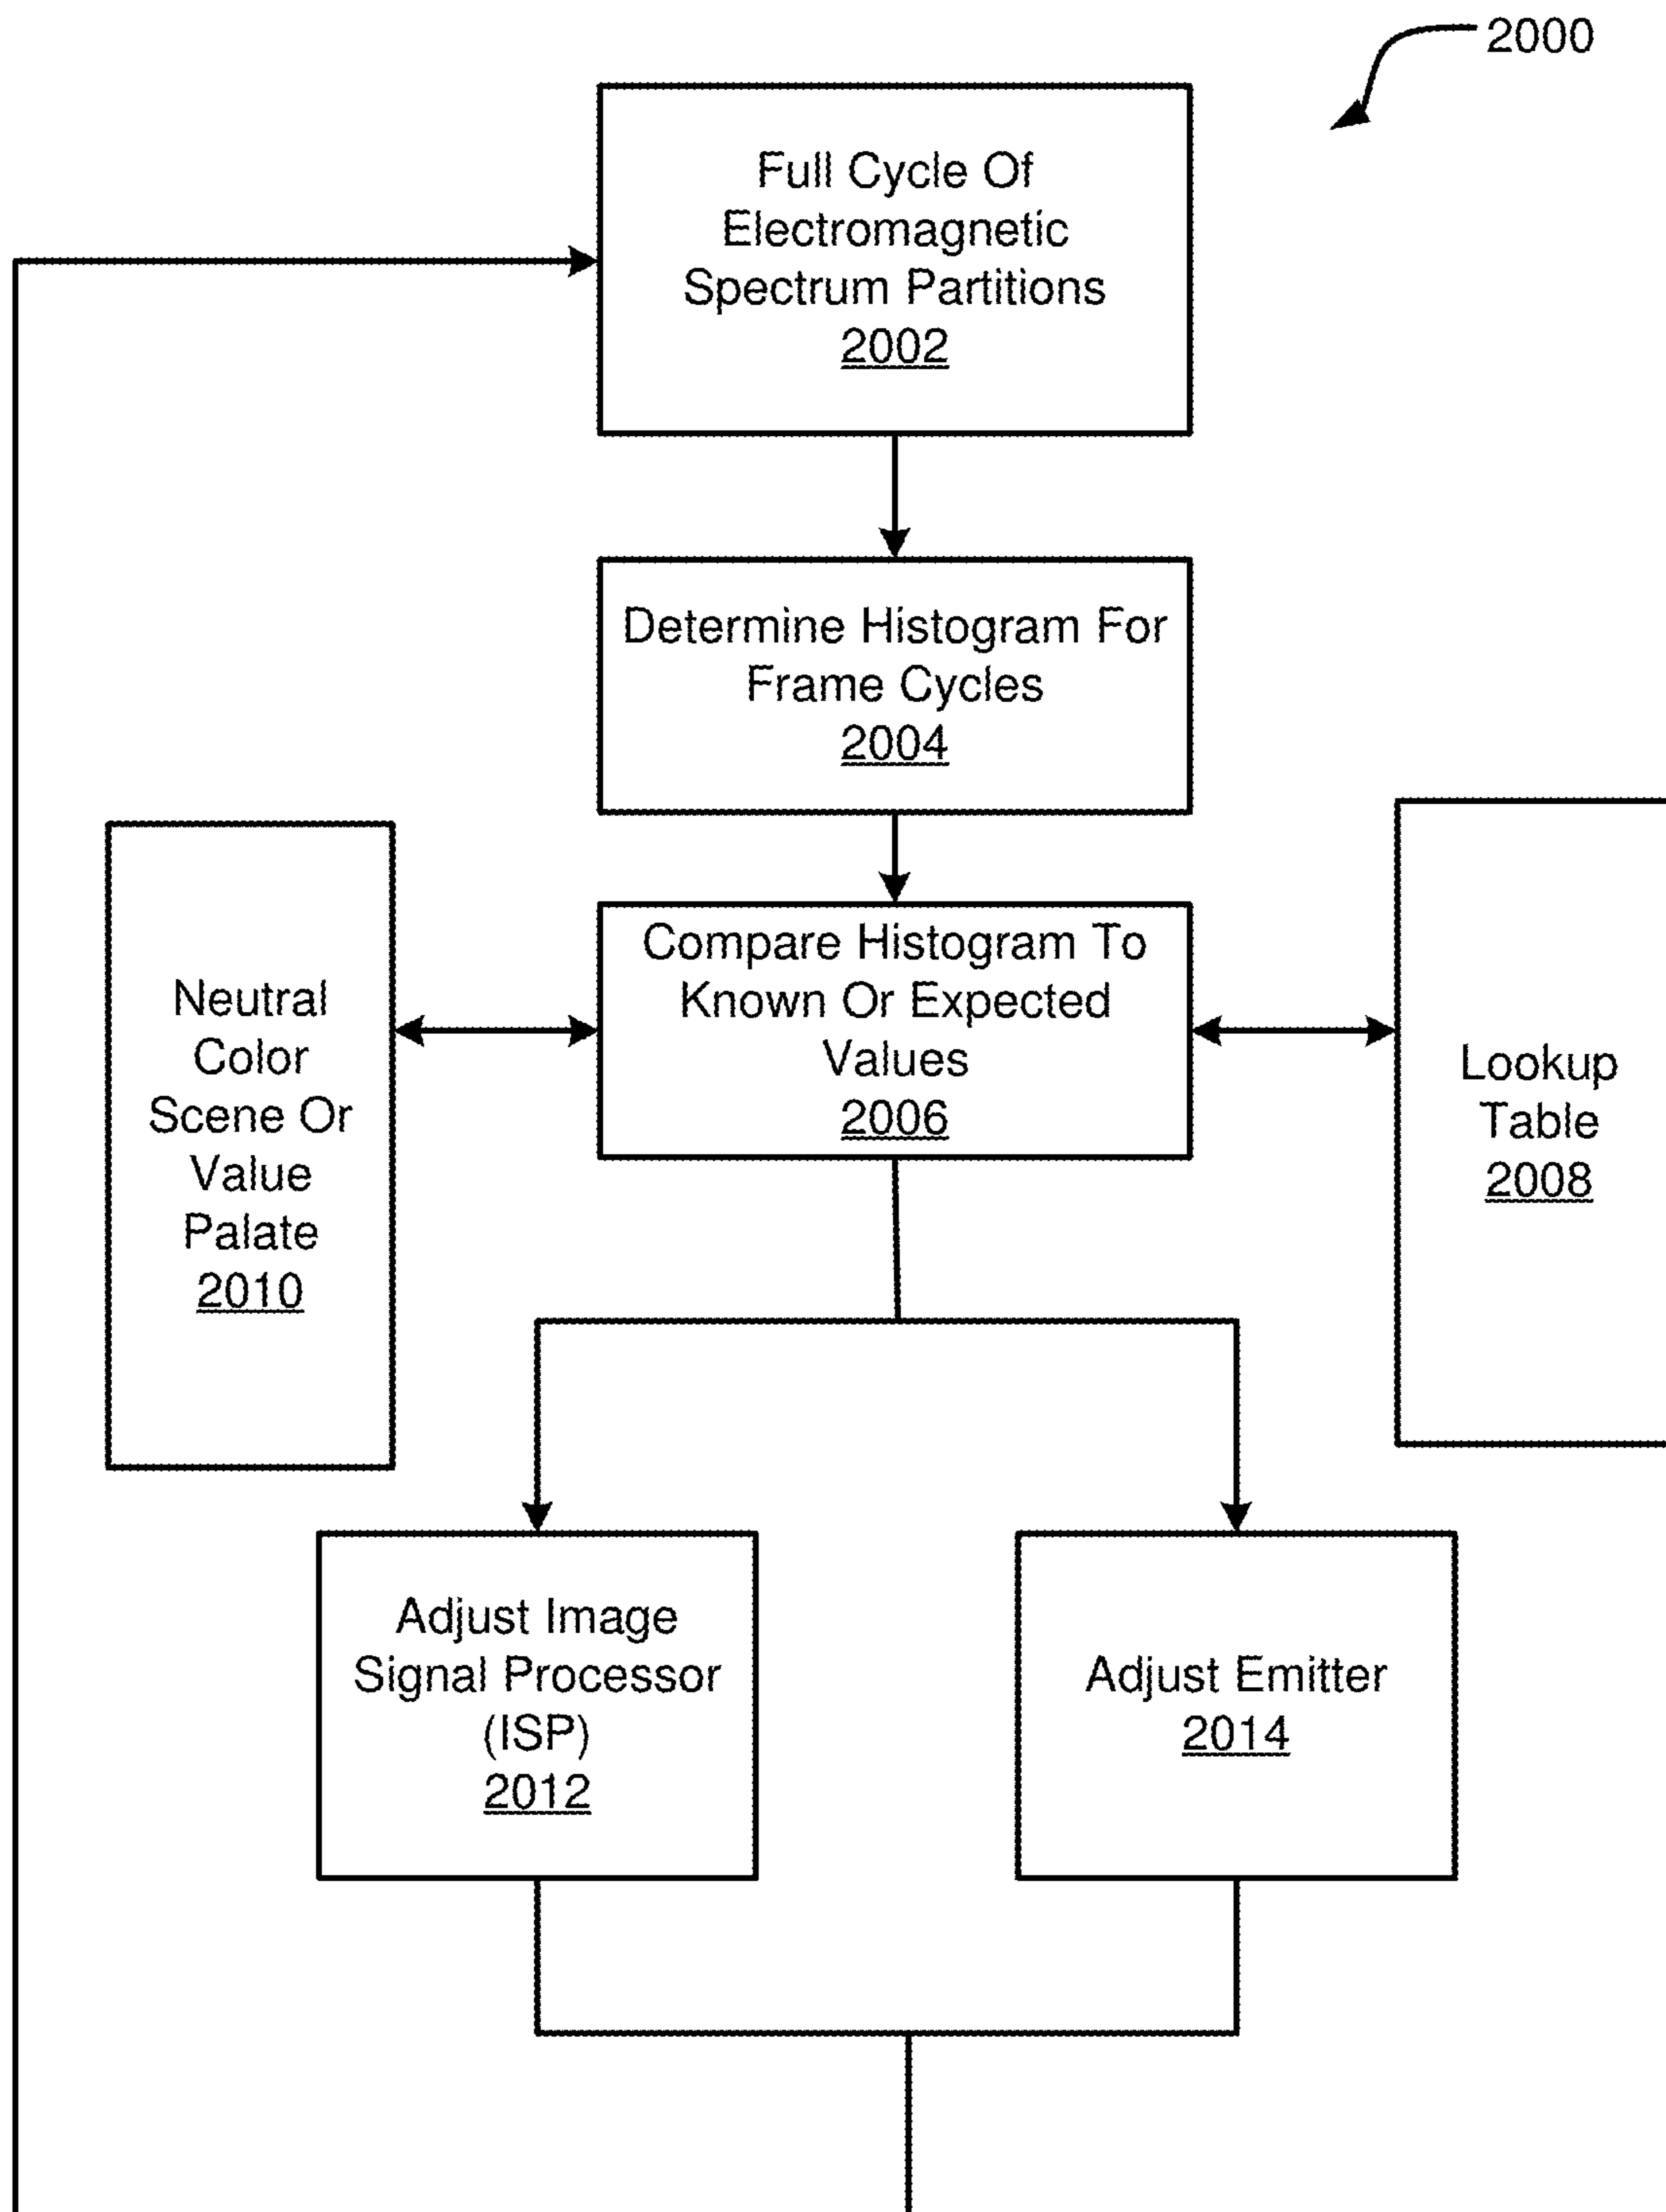 2000
Full Cycle Of
Electromagnetic
Spectrum Partitions
2002
Determine Histogram For
Frame Cycles
2004
Compare Histogram To
Known Or Expected
Values
2006
Neutral
Color
Scene Or
Value
Palate
2010
Lookup
Table
2008
Adjust Image
Signal Processor
(ISP)
2012
Adjust Emitter
2014